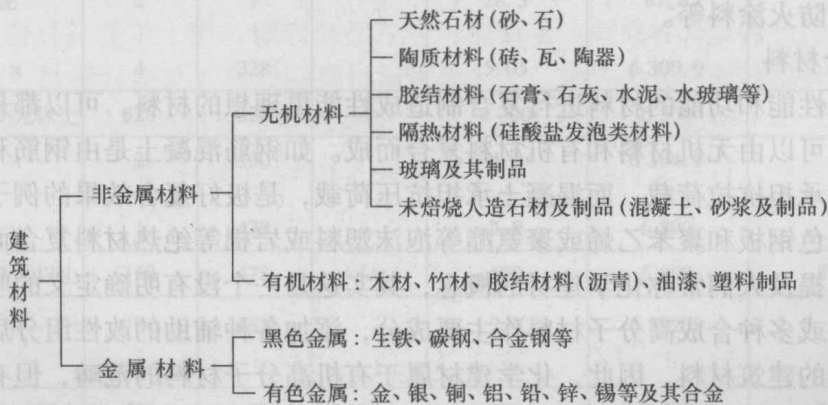 防火涂料等。
天然石材(砂、石)
陶质材料(砖、瓦、陶器)
胶结材料(石膏、石灰、水泥、水玻璃等)
无机材料
隔热材料(硅酸盐发泡类材料)
玻璃及其制品
非金属材料
未焙烧人造石材及制品(混凝土、砂浆及制品)
建筑材料
有机材料：木材、竹材、胶结材料(沥青)、油漆、塑料制品
黑色金属：生铁、碳钢、合金钢等
金属材料
有色金属：金、银、铜、铝、铅、锌、锡等及其合金